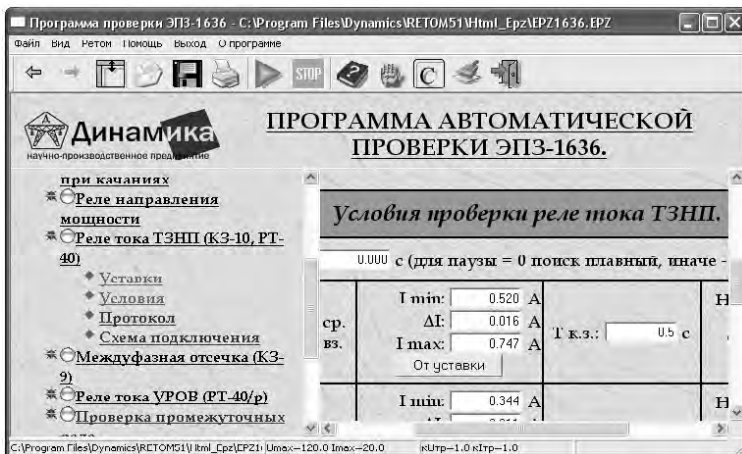 Программа проверки ЭПЗ-1636 - C:\Program Files\Dynamics\RETOM51\Html_Epz\EPZ1636.EPZ
Файл Вид Ретом Помощь Выход О программе
STOP C
Динамика
научно-производственное предприятие
ПРОГРАММА АВТОМАТИЧЕСКОЙ
ПРОВЕРКИ ЭПЗ-1636.
при качаниях
Реле направления
мощности
Реле тока ТЗНП (КЗ-10, РТ-
40)
Уставки
Условия
Протокол
Схема подключения
Междуфазная отсечка (КЗ-
9)
Реле тока УРОВ (РТ-40/р)
Проверка промежуточных
Условия проверки реле тока ТЗНП.
0.000 с (для паузы = 0 поиск плавный, иначе -
ср.
вз.
I min: 0.520 А
ΔI: 0.016 А
I max: 0.747 А
От уставки
Т к.з.: 0.5 с
Н
I min: 0.344 А
Н
C:\Program Files\Dynamics\RETOM51\Html_Epz\EPZ1 Umax=120.0 Imax=20.0 кUтр=1.0 кIтр=1.0